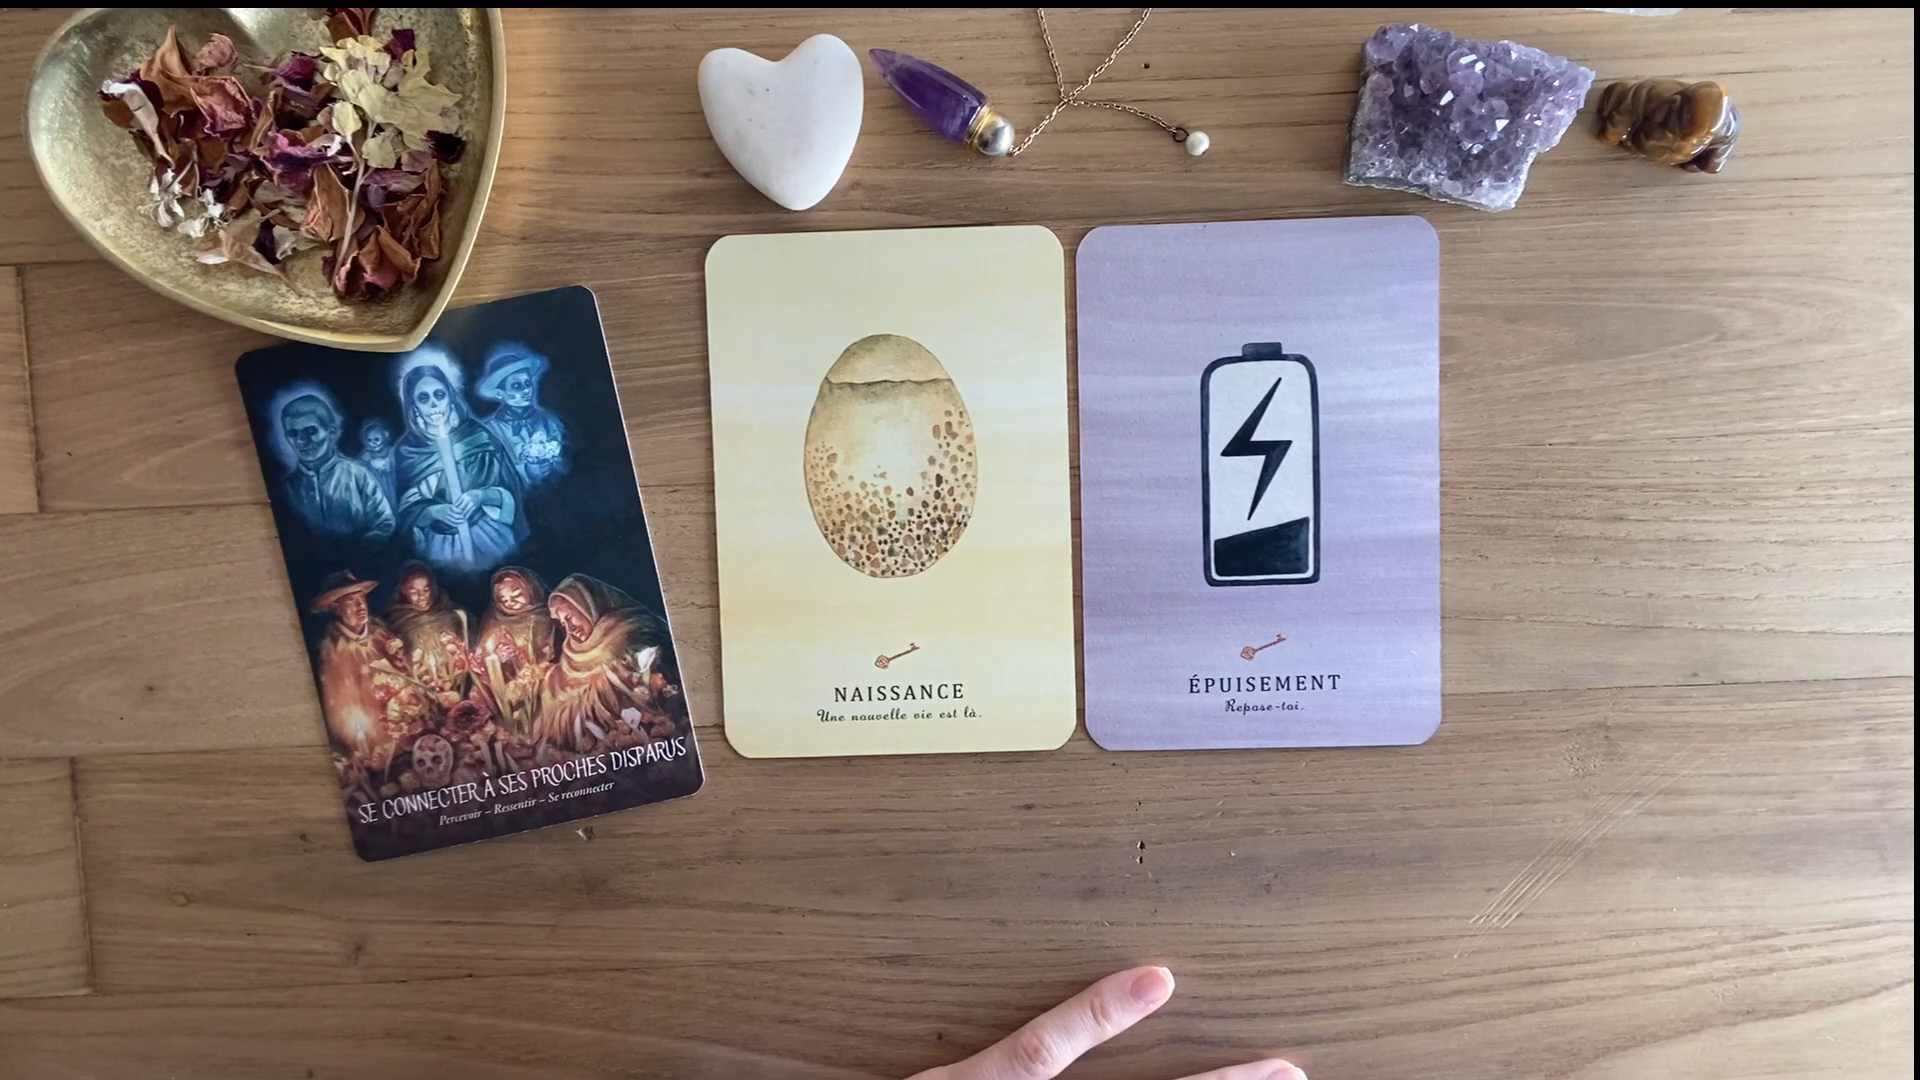 SE CONNECTER À SES PROCHES DISPARUS
Percevoir – Ressentir – Se reconnecter
NAISSANCE
Une nouvelle vie est là.
ÉPUISEMENT
Repose-toi.